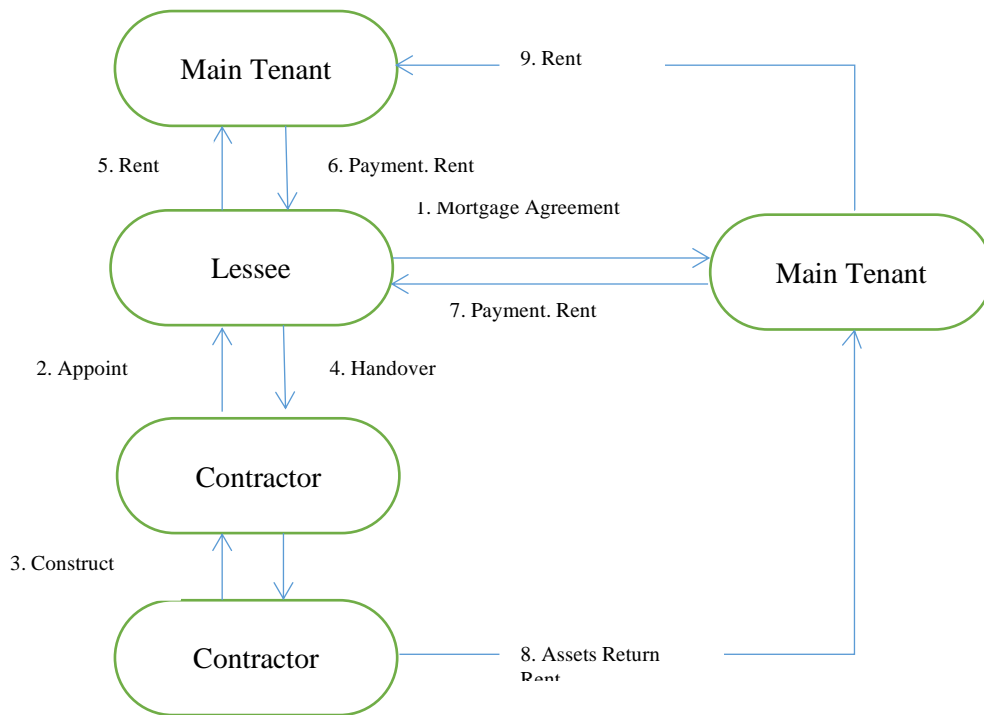 9. Rent
Main Tenant
5. Rent
6. Payment. Rent
1. Mortgage Agreement
Lessee
Main Tenant
7. Payment. Rent
2. Appoint
4. Handover
Contractor
3. Construct
8. Assets Return
Rent
Contractor